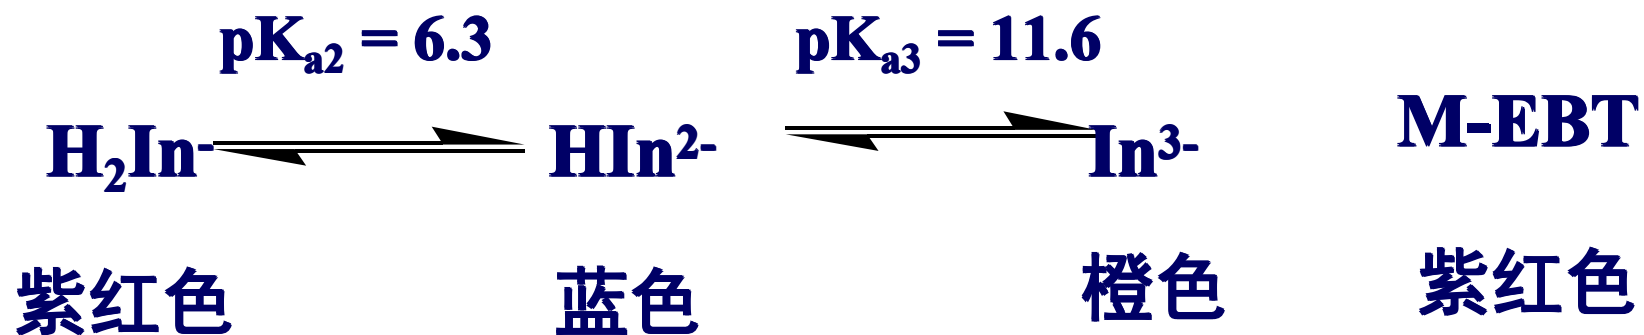 pKa2 = 6.3 pKa3 = 11.6
H2In- HIn2- In3- M-EBT
紫红色 蓝色 橙色 紫红色